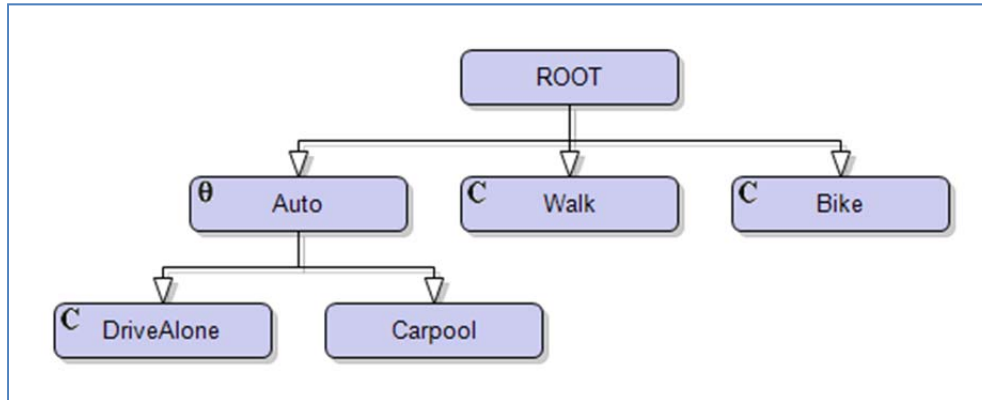 ROOT
θ Auto
C Walk
C Bike
C DriveAlone
Carpool